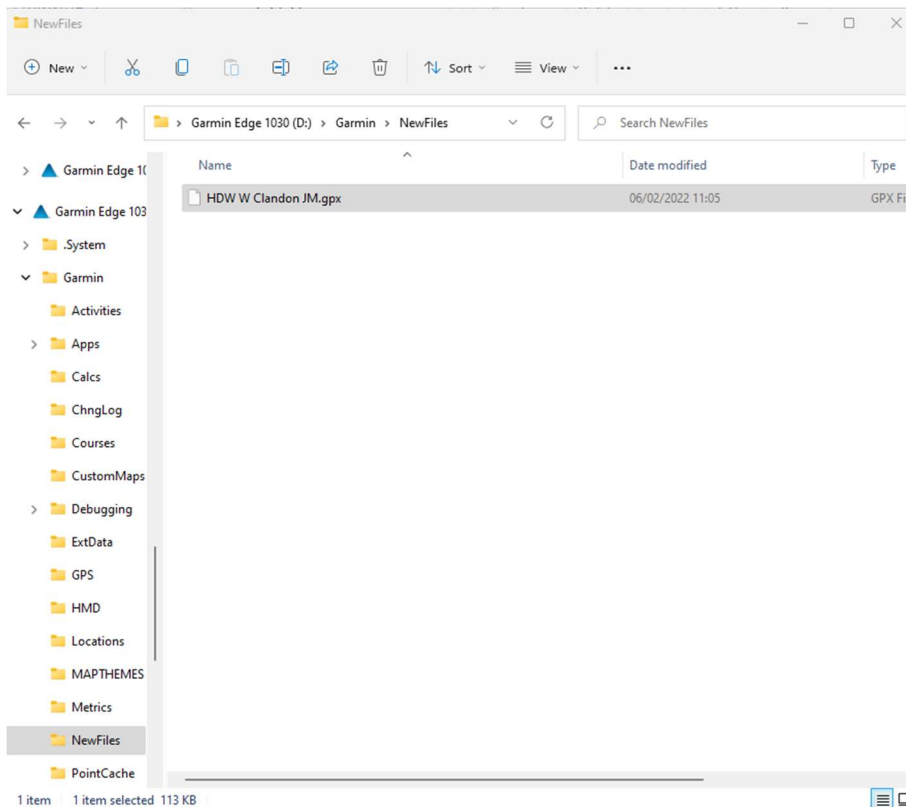 NewFiles
New Sort View ...
Garmin Edge 1030 (D:) > Garmin > NewFiles Search NewFiles
Name Date modified Type
HDW W Clandon JM.gpx 06/02/2022 11:05 GPX Fi
Garmin Edge 10
Garmin Edge 103
.System
Garmin
Activities
Apps
Calcs
ChngLog
Courses
CustomMaps
Debugging
ExtData
GPS
HMD
Locations
MAPTHEMES
Metrics
NewFiles
PointCache
1 item 1 item selected 113 KB